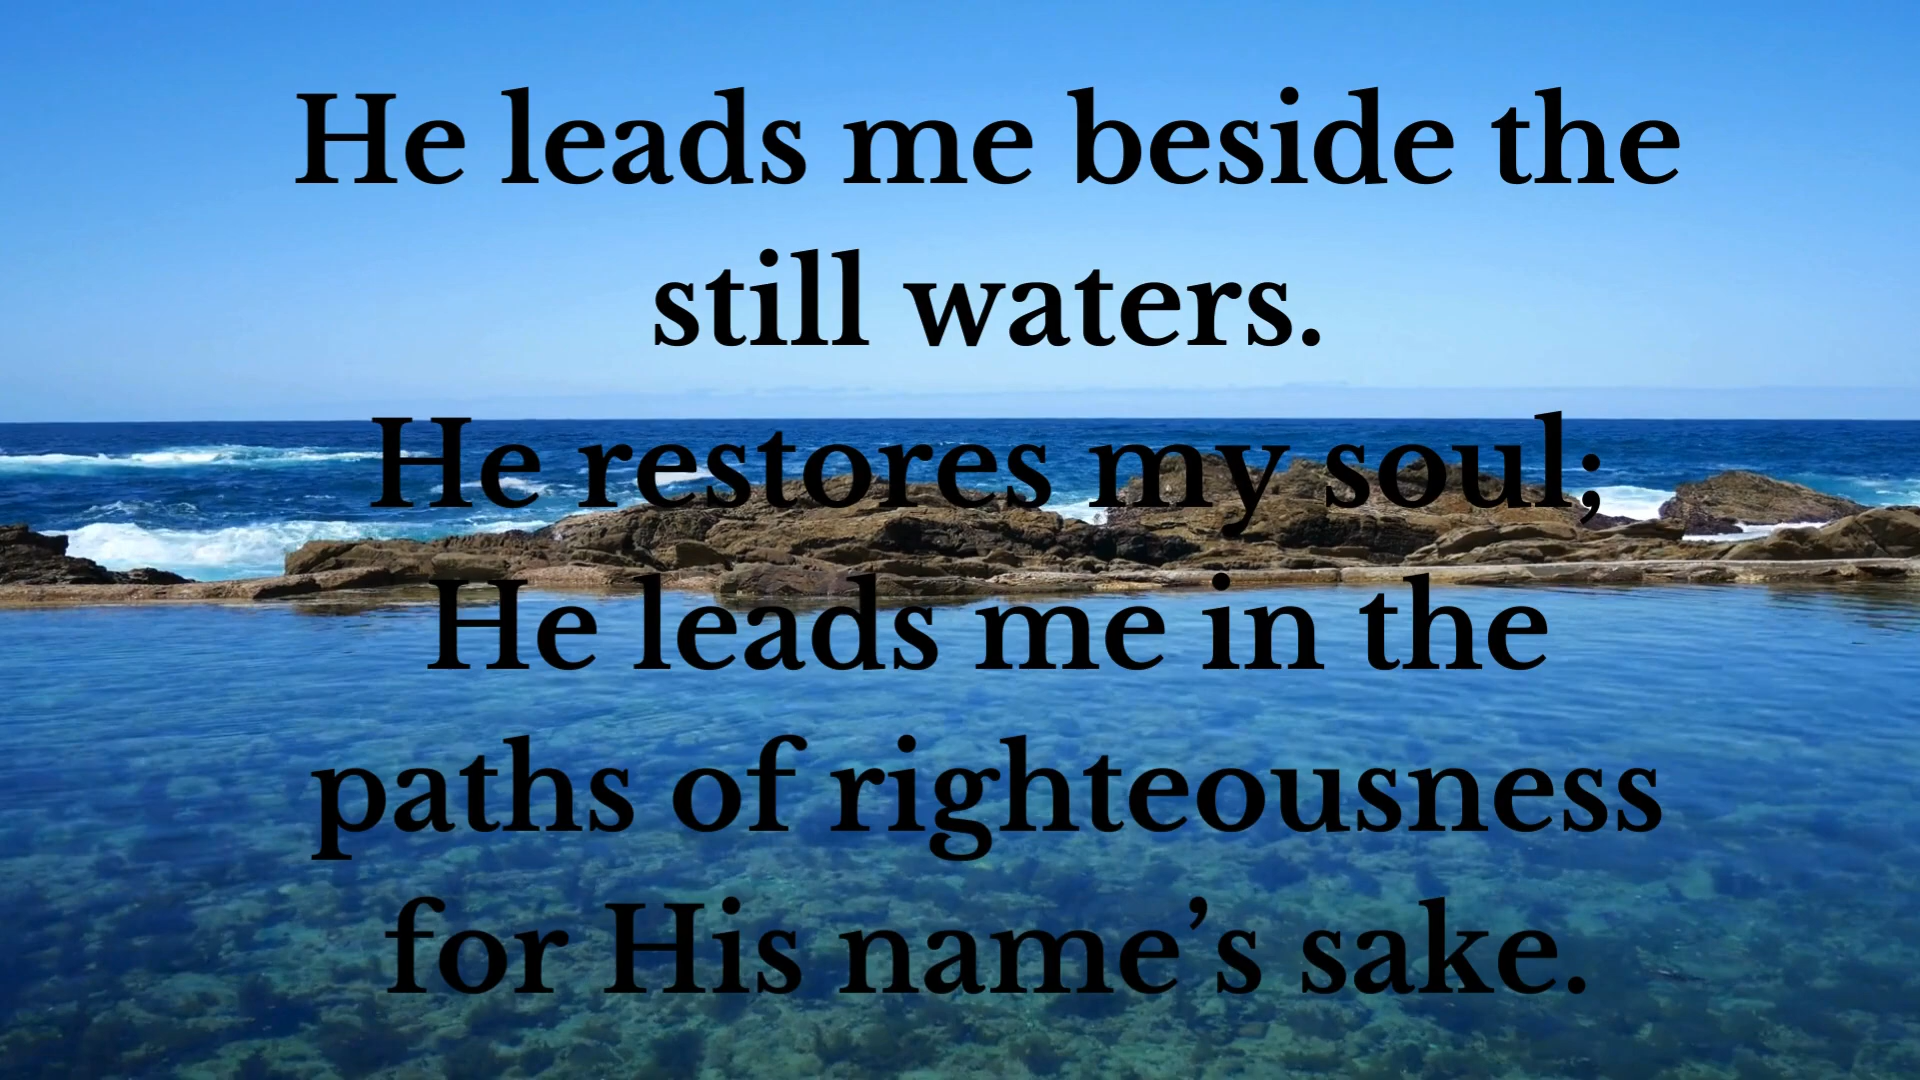 He leads me beside the
still waters.
He restores my soul;
He leads me in the
paths of righteousness
for His name’s sake.